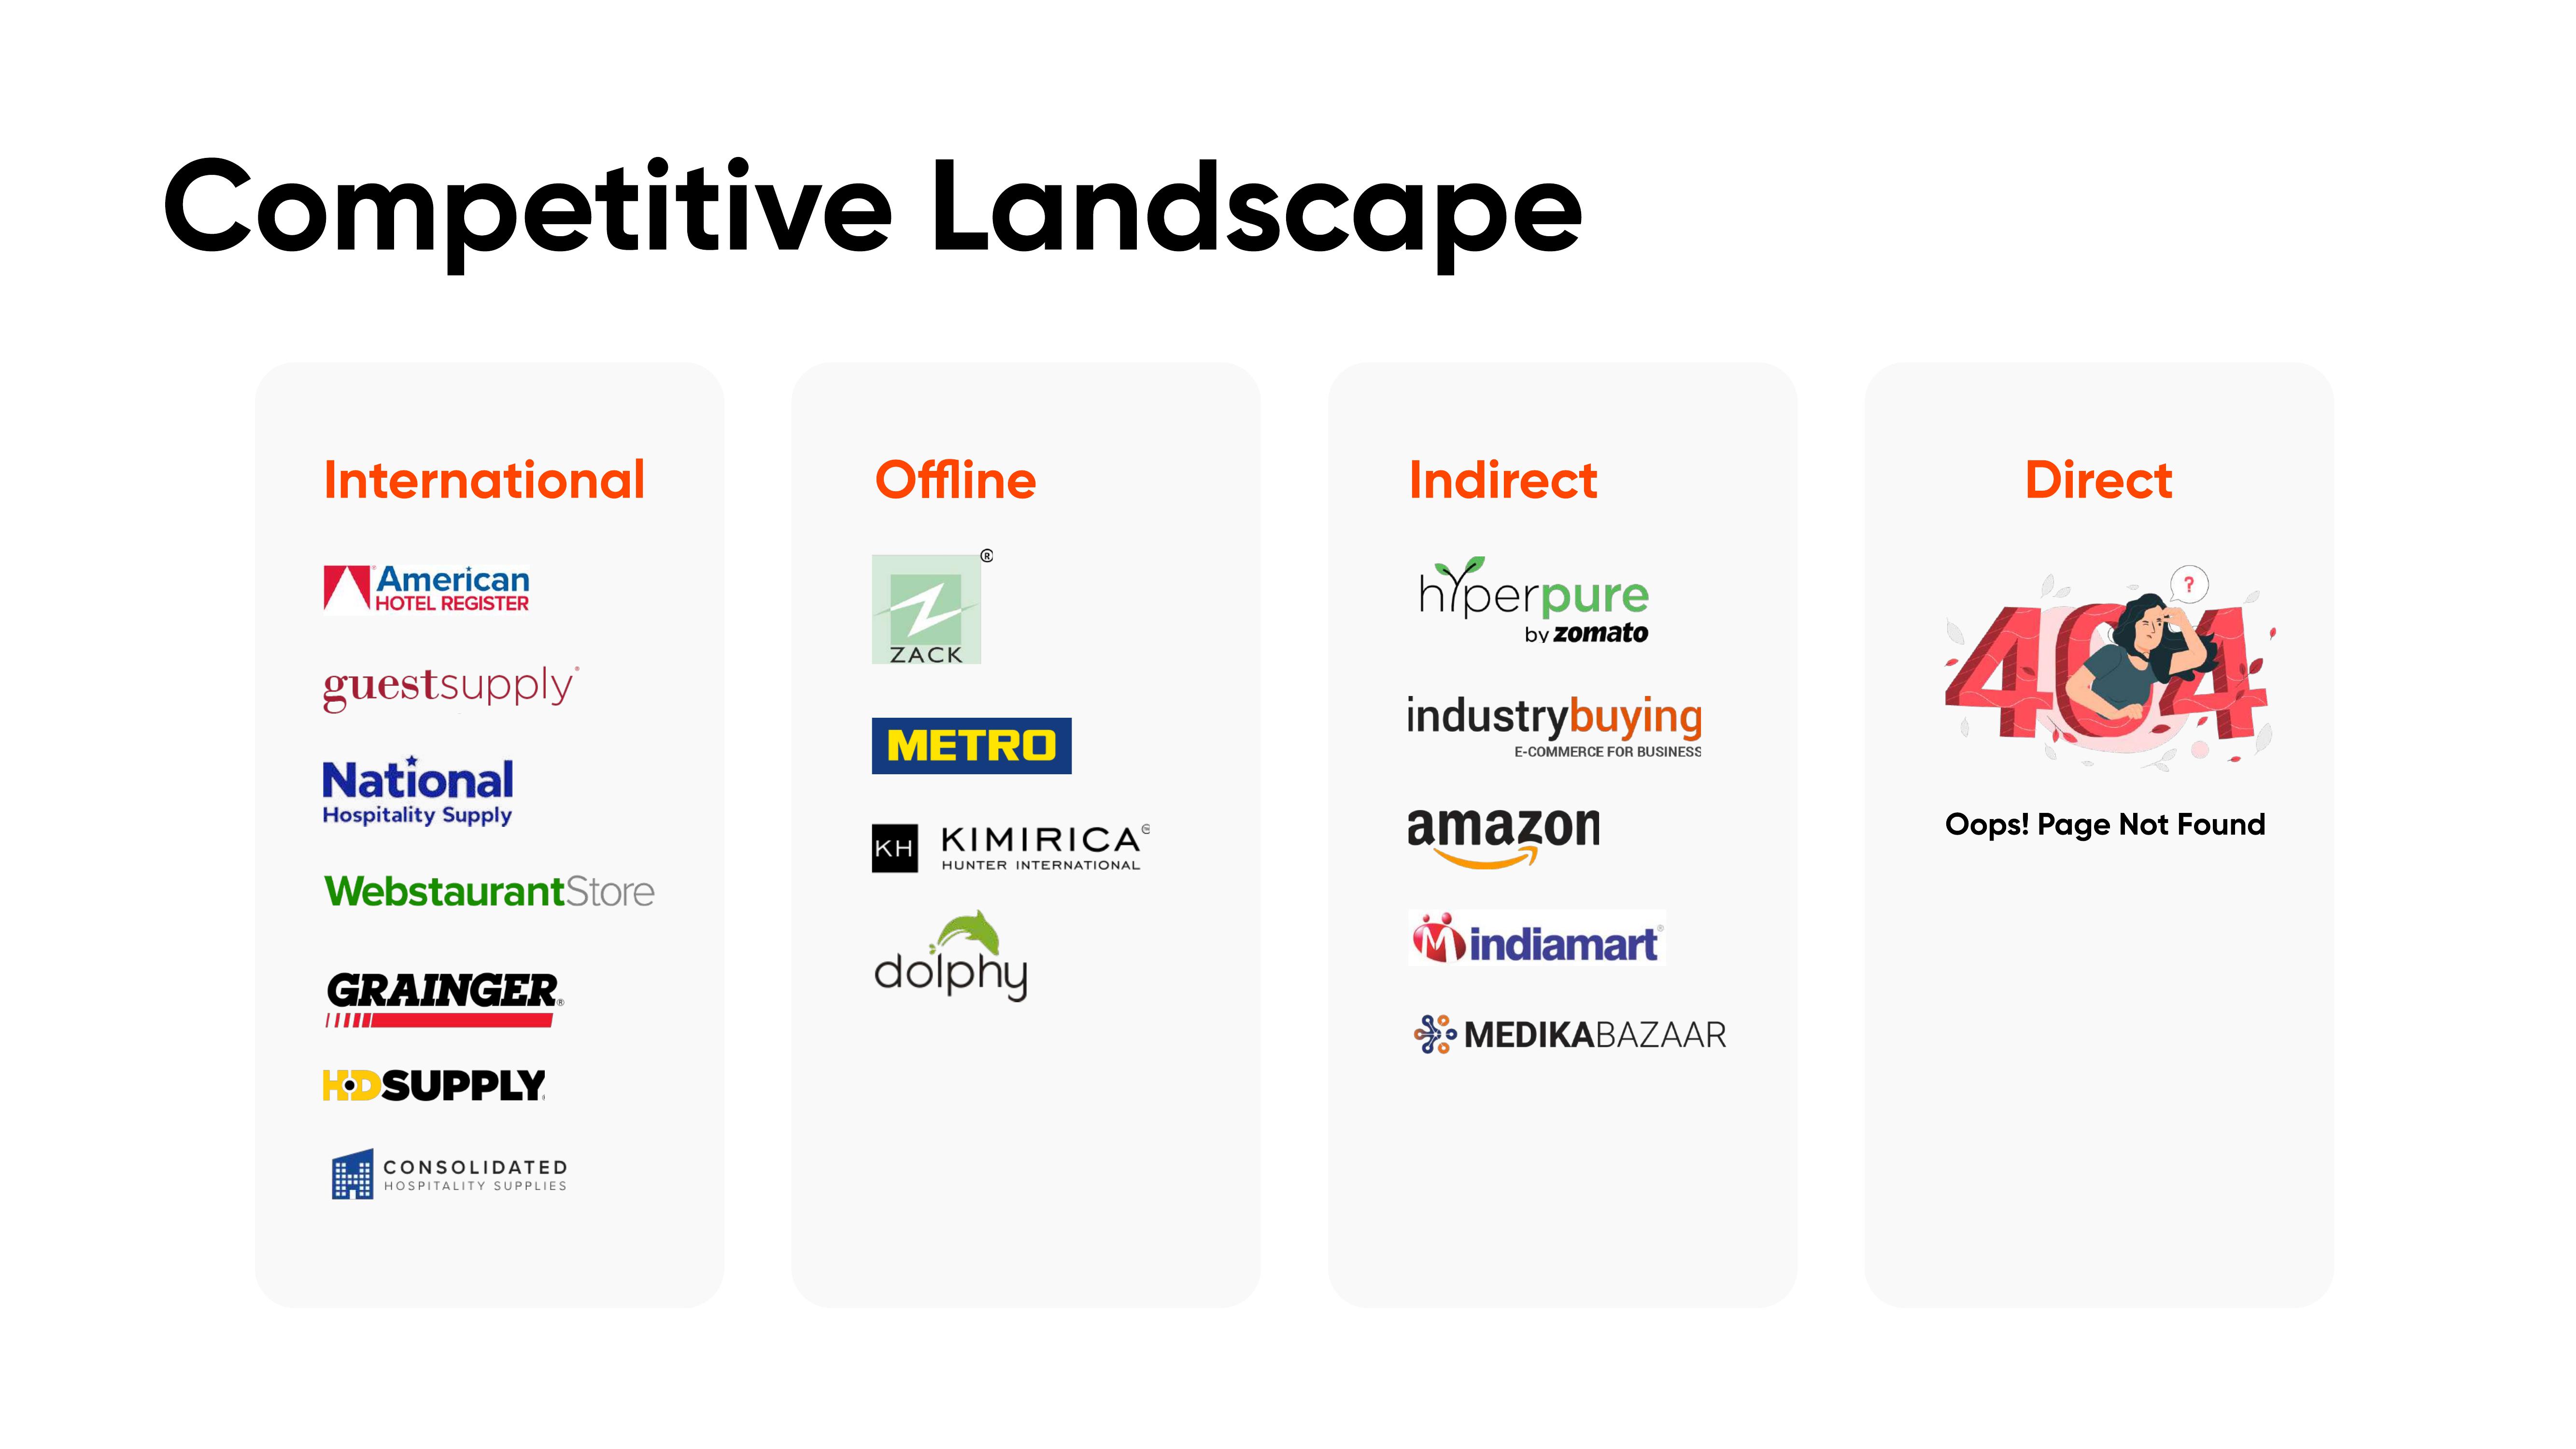 Competitive Landscape
International
American
HOTEL REGISTER
guestsupply
National
Hospitality Supply
WebstaurantStore
GRAINGER®
HDSUPPLY
CONSOLIDATED
HOSPITALITY SUPPLIES
Offline
®
Z
ZACK
METRO
KH KIMIRICA
HUNTER INTERNATIONAL
dolphy
Indirect
hyperpure
by zomato
industrybuying
E-COMMERCE FOR BUSINESS
amazon
M indiamart®
MEDIKABAZAAR
Direct
?
404
Oops! Page Not Found